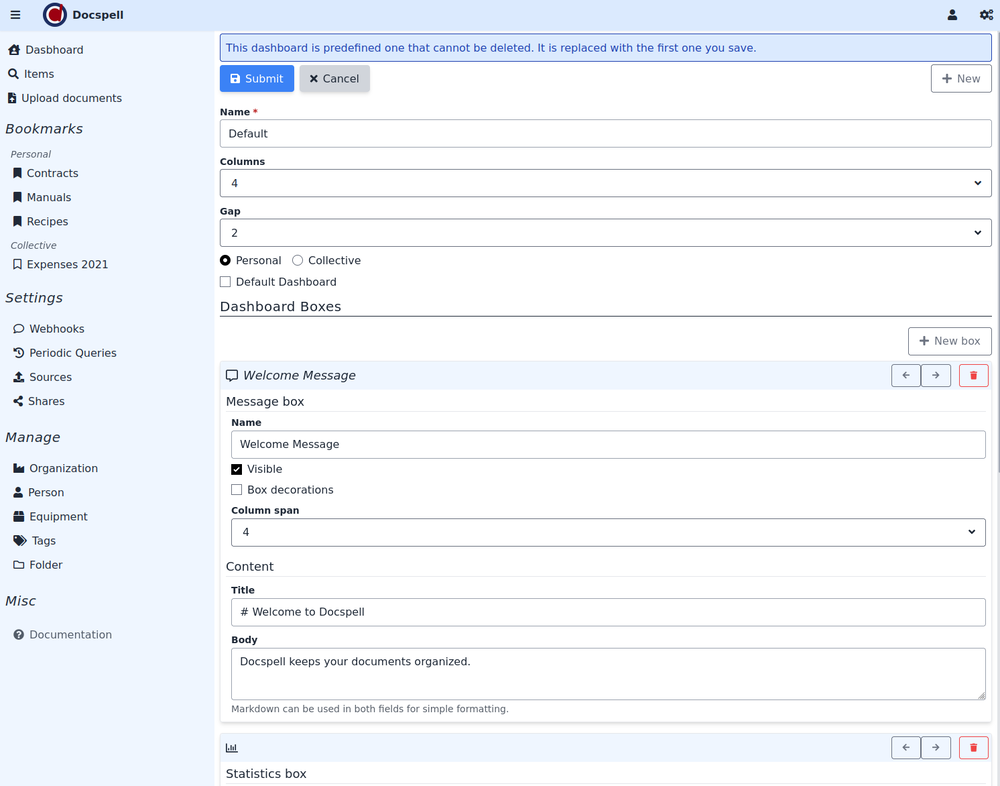 Docspell
Dasbhoard
Items
Upload documents
Bookmarks
Personal
Contracts
Manuals
Recipes
Collective
Expenses 2021
Settings
Webhooks
Periodic Queries
Sources
Shares
Manage
Organization
Person
Equipment
Tags
Folder
Misc
Documentation
This dashboard is predefined one that cannot be deleted. It is replaced with the first one you save.
Submit
Cancel
New
Name *
Default
Columns
4
Gap
2
Personal
Collective
Default Dashboard
Dashboard Boxes
New box
Welcome Message
Message box
Name
Welcome Message
Visible
Box decorations
Column span
4
Content
Title
# Welcome to Docspell
Body
Docspell keeps your documents organized.
Markdown can be used in both fields for simple formatting.
Statistics box